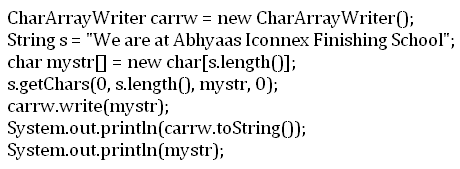 CharArrayWriter carrw = new CharArrayWriter();
String s = "We are at Abhyaas Iconnex Finishing School";
char mystr[] = new char[s.length()];
s.getChars(0, s.length(), mystr, 0);
carrw.write(mystr);
System.out.println(carrw.toString());
System.out.println(mystr);